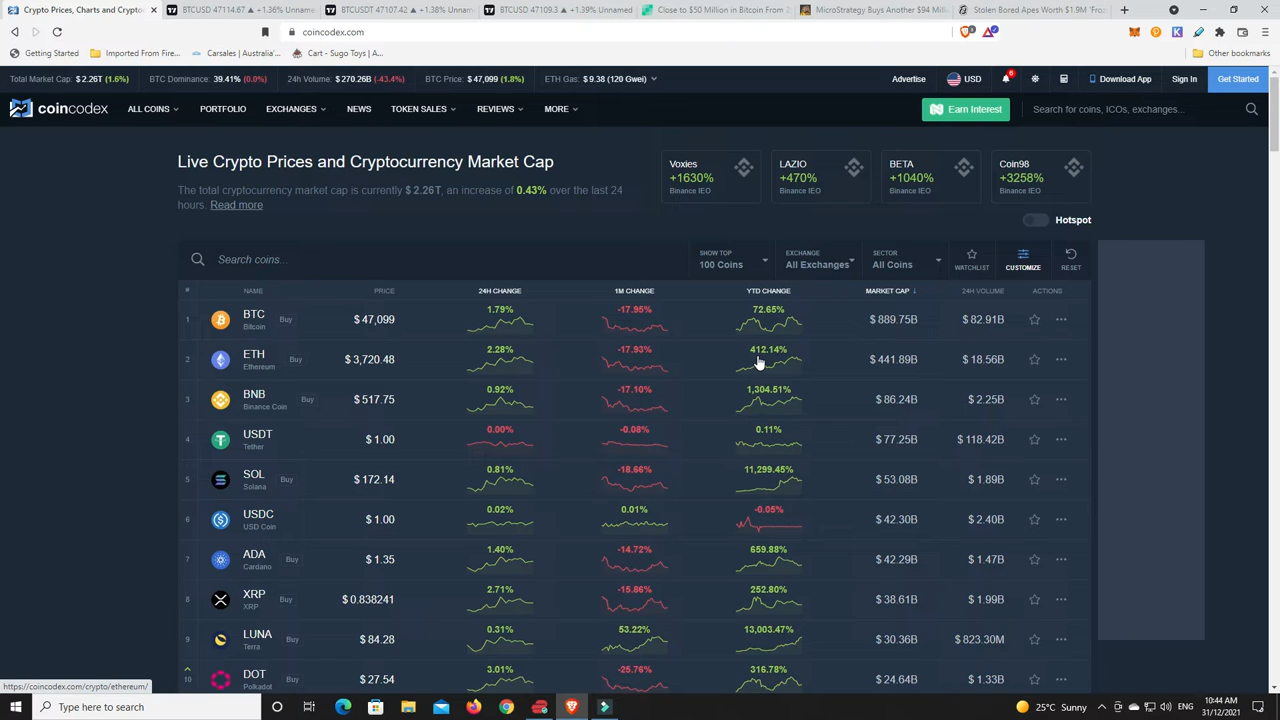 Crypto Prices, Charts and Crypto
BTCUSD 47114.67 ▲ +1.36% Unnamed
BTCUSDT 47107.42 ▲ +1.38% Unnam
BTCUSD 47109.3 ▲ +1.39% Unnamed
Close to $50 Million in Bitcoin From 2
MicroStrategy Buys Another $94 Mil
Stolen Bored Apes Worth $1.9M 'Fro
coincodex.com
Getting Started
Imported From Fire...
Carsales | Australia'...
Cart - Sugo Toys | A...
Other bookmarks
Total Market Cap: $ 2.26T (1.6%)
BTC Dominance: 39.41% (0.0%)
24h Volume: $ 270.26B (-43.4%)
BTC Price: $ 47,099 (1.8%)
ETH Gas: $ 9.38 (120 Gwei)
Advertise
USD
6
Download App
Sign In
Get Started
coincodex
ALL COINS
PORTFOLIO
EXCHANGES
NEWS
TOKEN SALES
REVIEWS
MORE
Earn Interest
Search for coins, ICOs, exchanges...
Live Crypto Prices and Cryptocurrency Market Cap
The total cryptocurrency market cap is currently $ 2.26T, an increase of 0.43% over the last 24
hours. Read more
Voxies
+1630%
Binance IEO
LAZIO
+470%
Binance IEO
BETA
+1040%
Binance IEO
Coin98
+3258%
Binance IEO
Hotspot
Search coins...
SHOW TOP
100 Coins
EXCHANGE
All Exchanges
SECTOR
All Coins
WATCHLIST
CUSTOMIZE
RESET
# NAME PRICE 24H CHANGE 1M CHANGE YTD CHANGE MARKET CAP ↓ 24H VOLUME ACTIONS
1 BTC Bitcoin Buy $ 47,099 1.79% -17.95% 72.65% $ 889.75B $ 82.91B
2 ETH Ethereum Buy $ 3,720.48 2.28% -17.93% 412.14% $ 441.89B $ 18.56B
3 BNB Binance Coin Buy $ 517.75 0.92% -17.10% 1,304.51% $ 86.24B $ 2.25B
4 USDT Tether $ 1.00 0.00% -0.08% 0.11% $ 77.25B $ 118.42B
5 SOL Solana Buy $ 172.14 0.81% -18.66% 11,299.45% $ 53.08B $ 1.89B
6 USDC USD Coin $ 1.00 0.02% 0.01% -0.05% $ 42.30B $ 2.40B
7 ADA Cardano Buy $ 1.35 1.40% -14.72% 659.88% $ 42.29B $ 1.47B
8 XRP XRP Buy $ 0.838241 2.71% -15.86% 252.80% $ 38.61B $ 1.99B
9 LUNA Terra Buy $ 84.28 0.31% 53.22% 13,003.47% $ 30.36B $ 823.30M
10 DOT Polkadot Buy $ 27.54 3.01% -25.76% 316.78% $ 24.64B $ 1.33B
https://coincodex.com/crypto/ethereum/
Type here to search
25°C Sunny
10:44 AM
31/12/2021